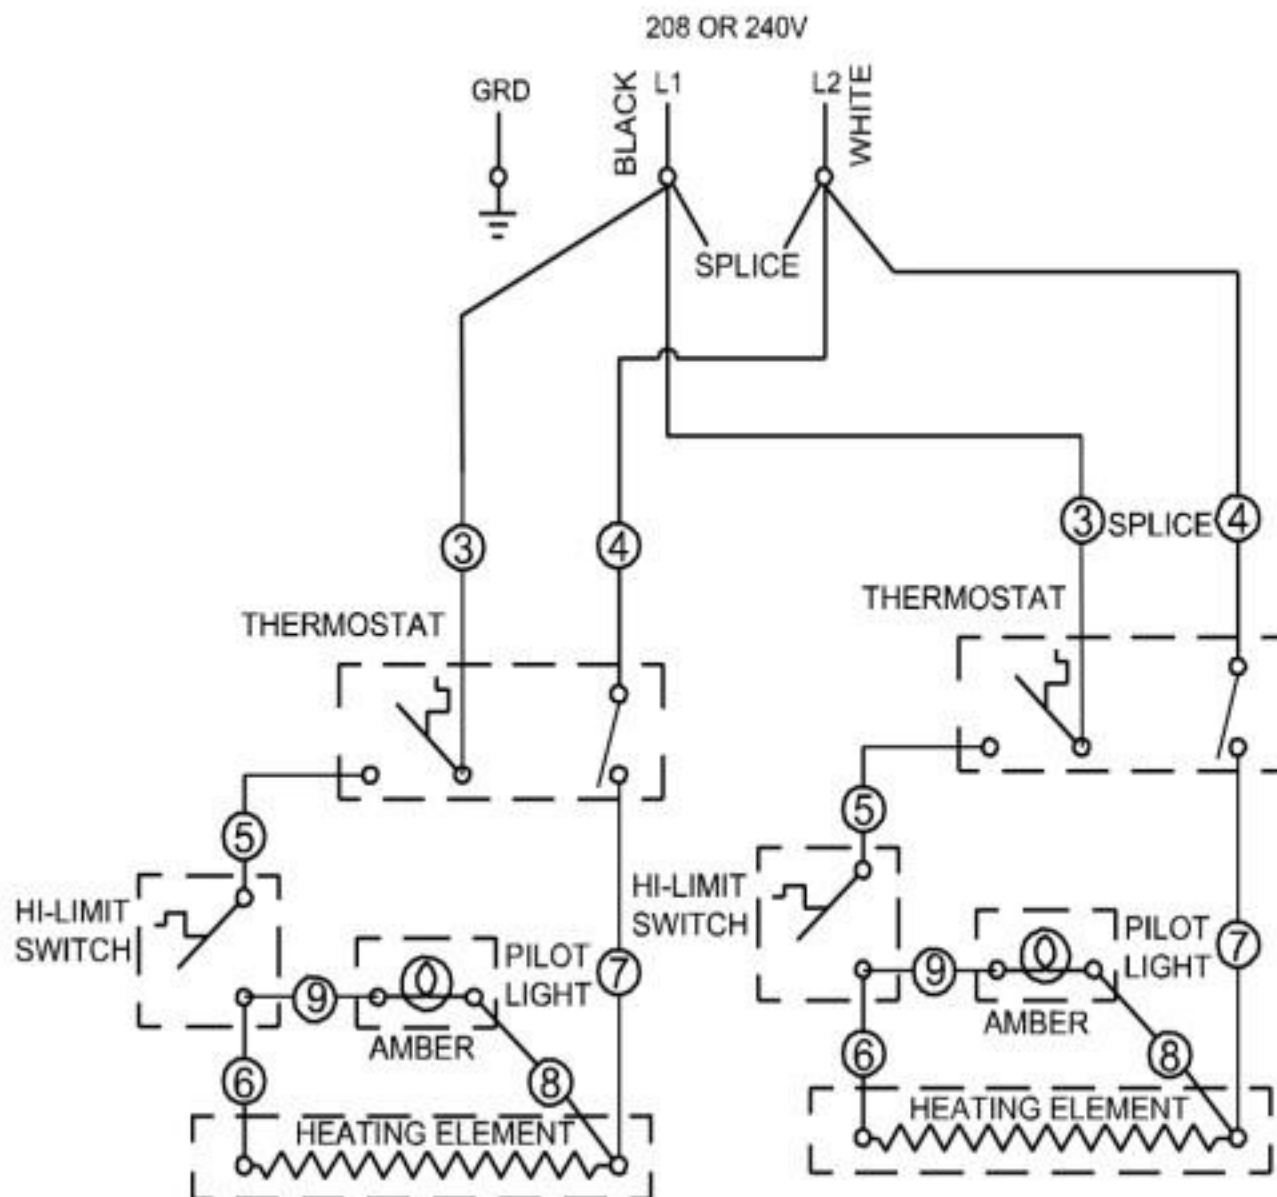 208 OR 240V
GRD
BLACK
L1
L2
WHITE
SPLICE
3
4
3
SPLICE
4
THERMOSTAT
THERMOSTAT
5
5
HI-LIMIT
SWITCH
9
PILOT
LIGHT
7
AMBER
6
8
HEATING ELEMENT
HI-LIMIT
SWITCH
9
PILOT
LIGHT
7
AMBER
6
8
HEATING ELEMENT